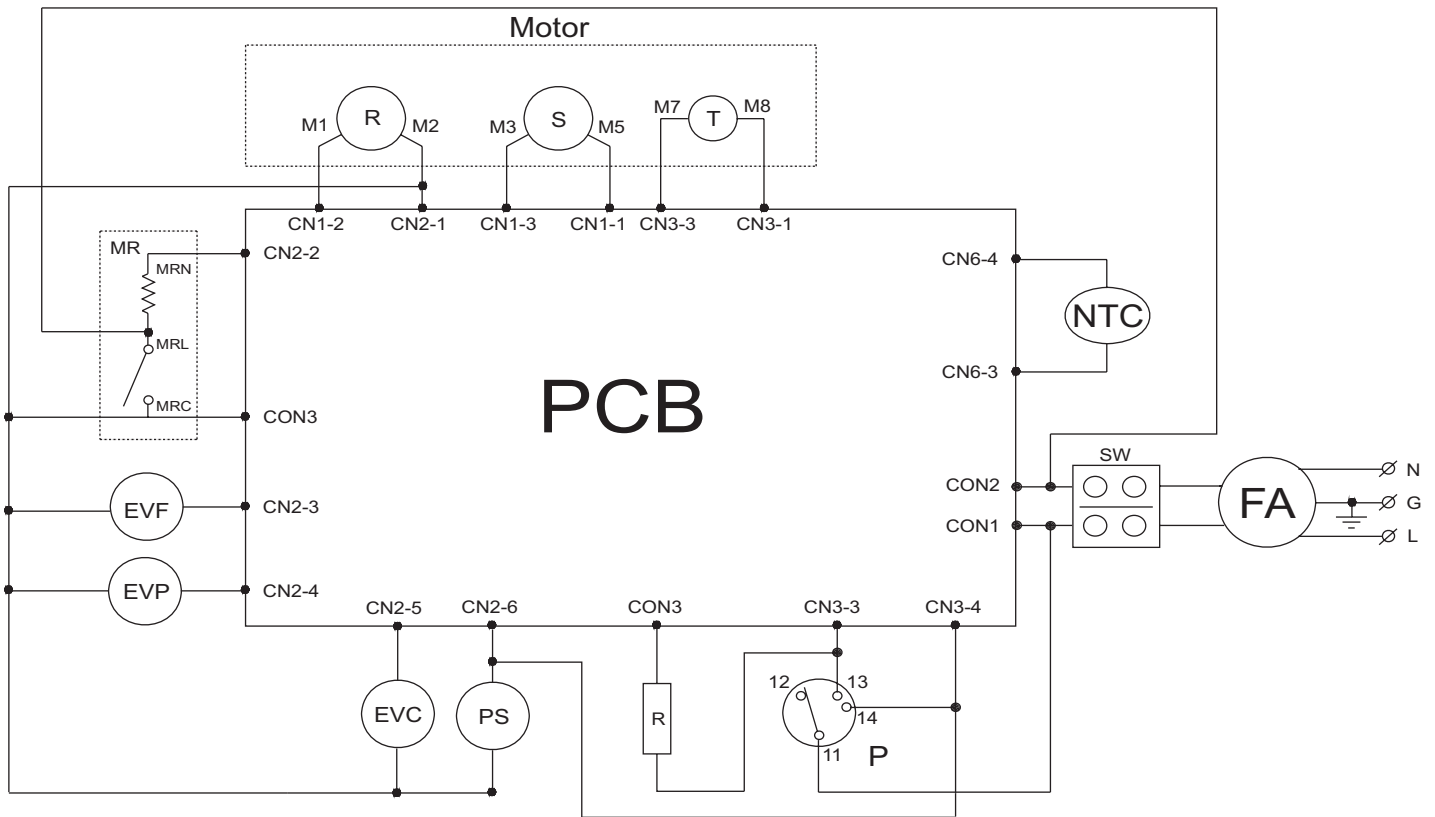 Motor
M1 R M2
M3 S M5
M7 T M8
CN1-2 CN2-1 CN1-3 CN1-1 CN3-3 CN3-1
MR
MRN
MRL
MRC
CN2-2
CON3
CN2-3
CN2-4
EVF
EVP
PCB
CN6-4
NTC
CN6-3
CON2
CON1
SW
FA
N
G
L
CN2-5 CN2-6 CON3 CN3-3 CN3-4
EVC
PS
R
12 13
14
11
P